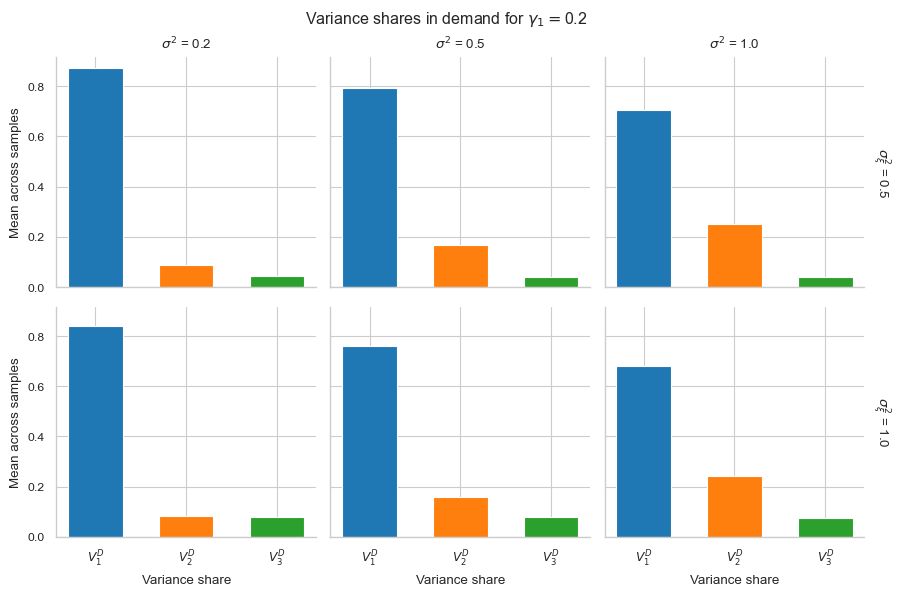 Variance shares in demand for γ₁ = 0.2
σ² = 0.2
σ² = 0.5
σ² = 1.0
Mean across samples
0.8
0.6
0.4
0.2
0.0
σ²_ξ = 0.5
Mean across samples
0.8
0.6
0.4
0.2
0.0
σ²_ξ = 1.0
V₁ᴰ V₂ᴰ V₃ᴰ
V₁ᴰ V₂ᴰ V₃ᴰ
V₁ᴰ V₂ᴰ V₃ᴰ
Variance share
Variance share
Variance share